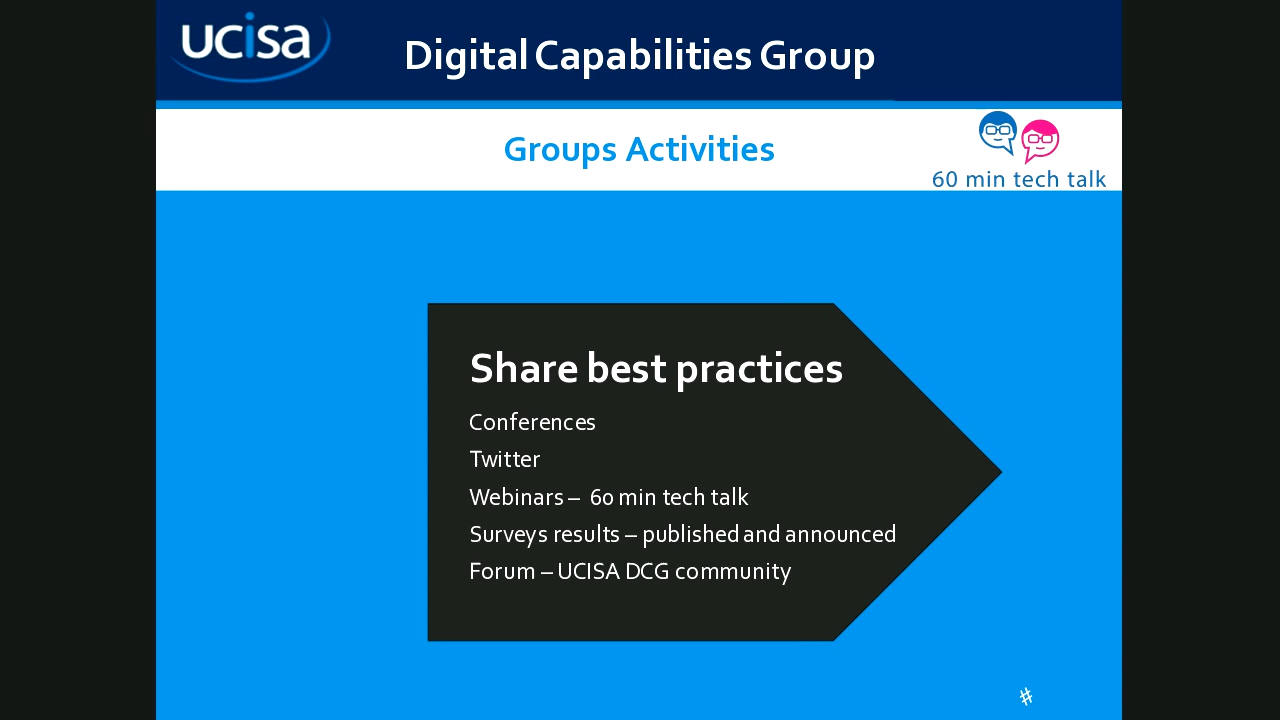 ucisa
Digital Capabilities Group
Groups Activities
60 min tech talk
Share best practices
Conferences
Twitter
Webinars – 60 min tech talk
Surveys results – published and announced
Forum – UCISA DCG community
#